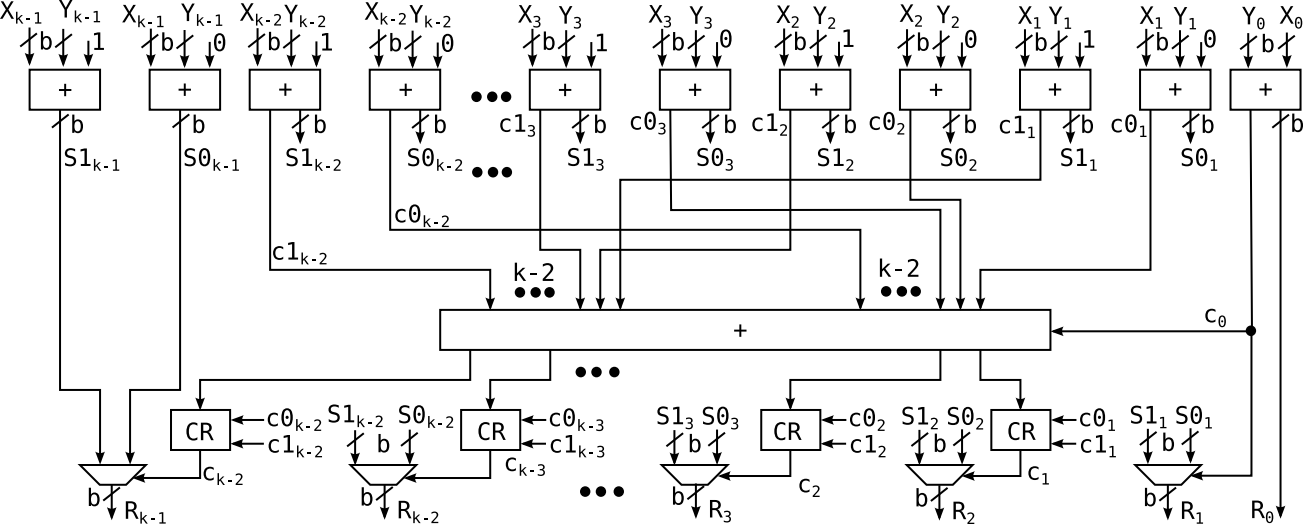 Xk-1 Yk-1 Xk-1 Yk-1 Xk-2 Yk-2 Xk-2 Yk-2 X3 Y3 X3 Y3 X2 Y2 X2 Y2 X1 Y1 X1 Y1 Y0 X0
b 1 b 0 b 1 b 0 b 1 b 0 b 1 b 0 b 1 b 0 b
+ + + + + + + + + + +
b b b b c13 b c03 b c12 b c02 b c11 b c01 b b
S1k-1 S0k-1 S1k-2 S0k-2 S13 S03 S12 S02 S11 S01
c0k-2
c1k-2
k-2 k-2
+ c0
CR c0k-2 S1k-2 S0k-2 CR c0k-3 S13 S03 CR c02 S12 S02 CR c01 S11 S01
c1k-2 b c1k-3 b c12 b c11 b
ck-2 ck-3 c2 c1
b Rk-1 b Rk-2 b R3 b R2 b R1 R0